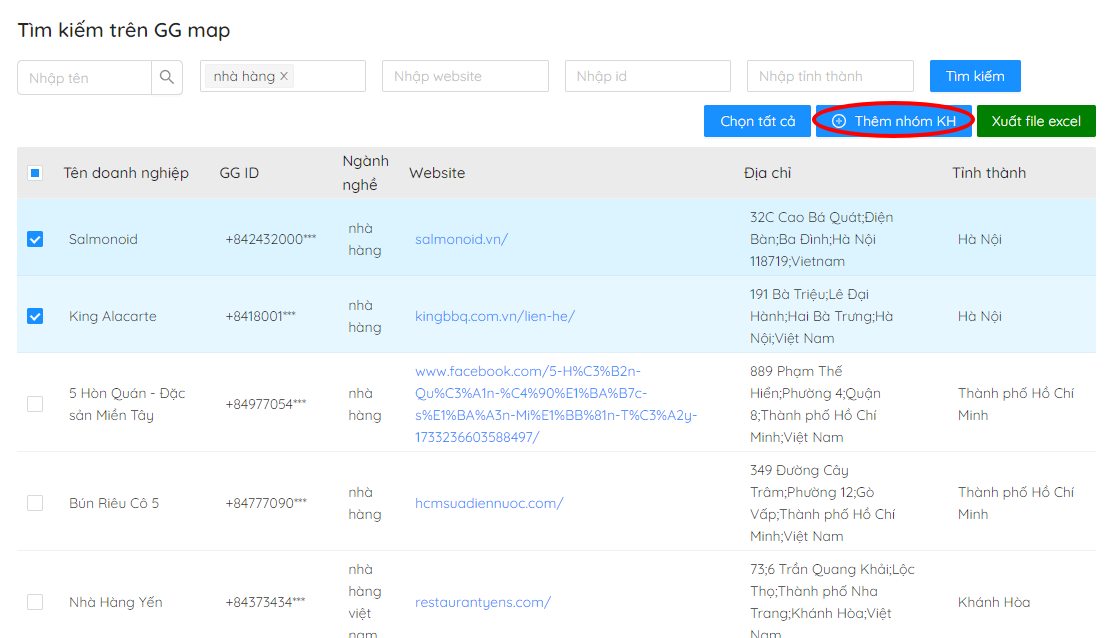 Tìm kiếm trên GG map
Nhập tên
nhà hàng X
Nhập website
Nhập id
Nhập tỉnh thành
Tìm kiếm
Chọn tất cả
Thêm nhóm KH
Xuất file excel
Tên doanh nghiệp
GG ID
Ngành
nghề
Website
Địa chỉ
Tỉnh thành
Salmonoid
+842432000***
nhà
hàng
salmonoid.vn/
32C Cao Bá Quát;Điện
Bàn;Ba Đình;Hà Nội
118719;Vietnam
Hà Nội
King Alacarte
+8418001***
nhà
hàng
kingbbq.com.vn/lien-he/
191 Bà Triệu;Lê Đại
Hành;Hai Bà Trưng;Hà
Nội;Việt Nam
Hà Nội
5 Hòn Quán - Đặc
sản Miền Tây
+84977054***
nhà
hàng
www.facebook.com/5-H%C3%B2n-
Qu%C3%A1n-%C4%90%E1%BA%B7c-
s%E1%BA%A3n-Mi%E1%BB%81n-T%C3%A2y-
1733236603588497/
889 Phạm Thế
Hiển;Phường 4;Quận
8;Thành phố Hồ Chí
Minh;Việt Nam
Thành phố Hồ Chí
Minh
Bún Riêu Cô 5
+84777090***
nhà
hàng
hcmsuadiennuoc.com/
349 Đường Cây
Trâm;Phường 12;Gò
Vấp;Thành phố Hồ Chí
Minh;Việt Nam
Thành phố Hồ Chí
Minh
Nhà Hàng Yến
+84373434***
nhà
hàng
việt
nam
restaurantyens.com/
73;6 Trần Quang Khải;Lộc
Thọ;Thành phố Nha
Trang;Khánh Hòa;Việt
Nam
Khánh Hòa